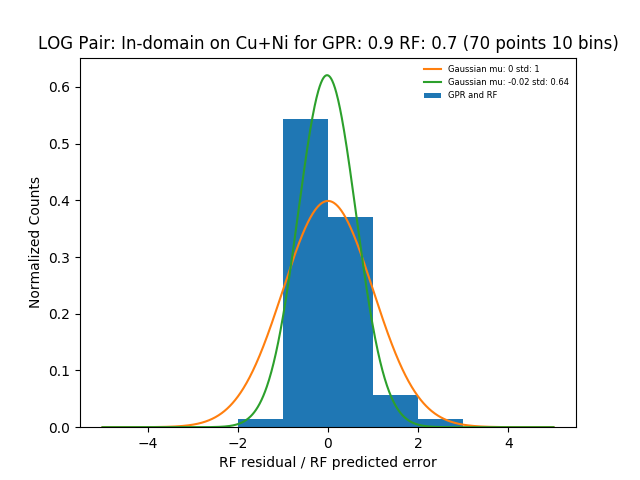 LOG Pair: In-domain on Cu+Ni for GPR: 0.9 RF: 0.7 (70 points 10 bins)
Gaussian mu: 0 std: 1
Gaussian mu: -0.02 std: 0.64
GPR and RF
Normalized Counts
0.6
0.5
0.4
0.3
0.2
0.1
0.0
−4 −2 0 2 4
RF residual / RF predicted error